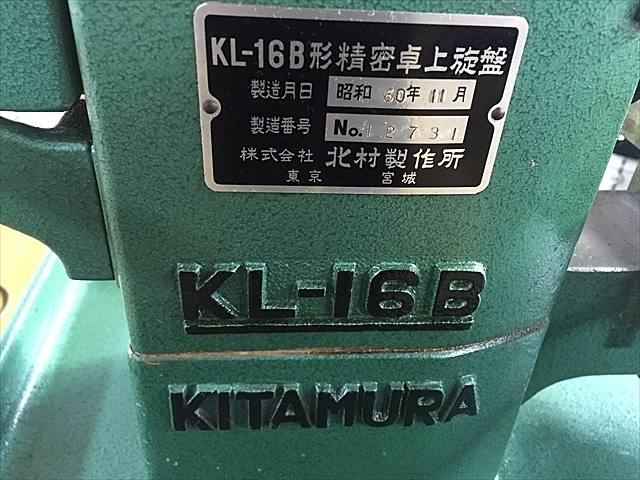 KL-16B形精密卓上旋盤
製造月日 昭和 60年 11月
製造番号 No.12731
株式会社 北村製作所
東京 宮城
KL-16B
KITAMURA